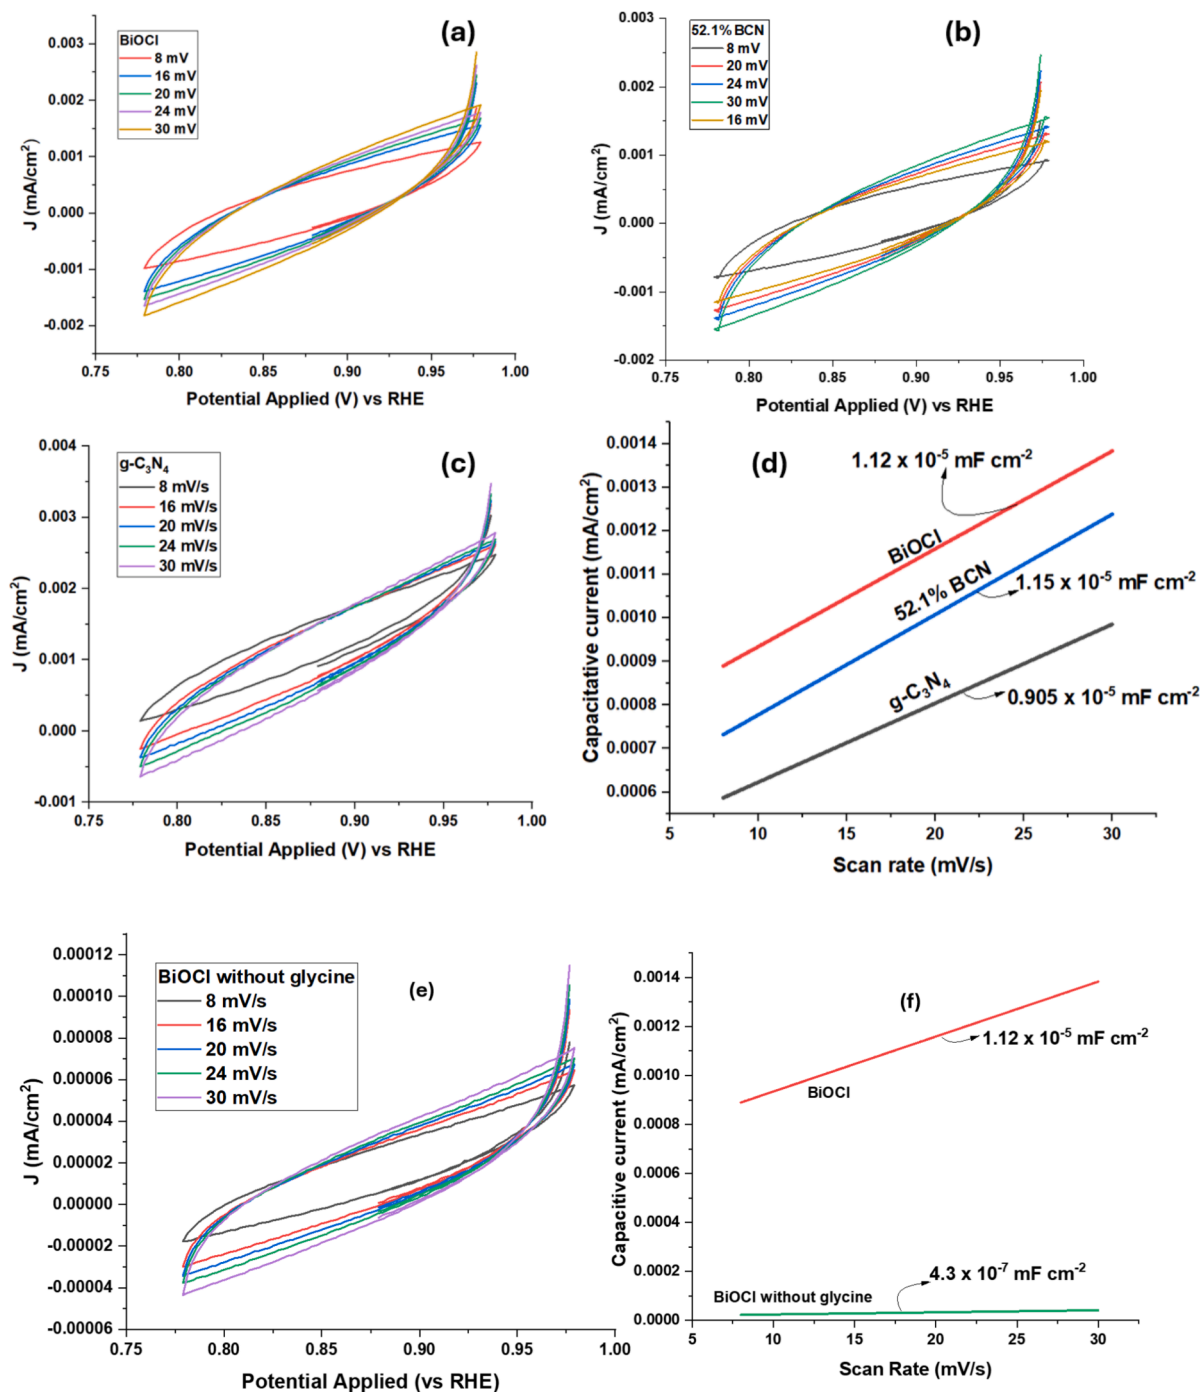 (a)
BiOCl
8 mV
16 mV
20 mV
24 mV
30 mV
0.003
0.002
0.001
0.000
-0.001
-0.002
J (mA/cm²)
0.75 0.80 0.85 0.90 0.95 1.00
Potential Applied (V) vs RHE
(b)
52.1% BCN
8 mV
20 mV
24 mV
30 mV
16 mV
0.003
0.002
0.001
0.000
-0.001
-0.002
J (mA/cm²)
0.75 0.80 0.85 0.90 0.95 1.00
Potential Applied (V) vs RHE
(c)
g-C₃N₄
8 mV/s
16 mV/s
20 mV/s
24 mV/s
30 mV/s
0.004
0.003
0.002
0.001
0.000
-0.001
J (mA/cm²)
0.75 0.80 0.85 0.90 0.95 1.00
Potential Applied (V) vs RHE
(d)
1.12 x 10⁻⁵ mF cm⁻²
BiOCl
52.1% BCN
1.15 x 10⁻⁵ mF cm⁻²
g-C₃N₄
0.905 x 10⁻⁵ mF cm⁻²
0.0014
0.0013
0.0012
0.0011
0.0010
0.0009
0.0008
0.0007
0.0006
Capacitative current (mA/cm²)
5 10 15 20 25 30
Scan rate (mV/s)
(e)
BiOCl without glycine
8 mV/s
16 mV/s
20 mV/s
24 mV/s
30 mV/s
0.00012
0.00010
0.00008
0.00006
0.00004
0.00002
0.00000
-0.00002
-0.00004
-0.00006
J (mA/cm²)
0.75 0.80 0.85 0.90 0.95 1.00
Potential Applied (vs RHE)
(f)
1.12 x 10⁻⁵ mF cm⁻²
BiOCl
4.3 x 10⁻⁷ mF cm⁻²
BiOCl without glycine
0.0014
0.0012
0.0010
0.0008
0.0006
0.0004
0.0002
0.0000
Capacitive current (mA/cm²)
5 10 15 20 25 30
Scan Rate (mV/s)